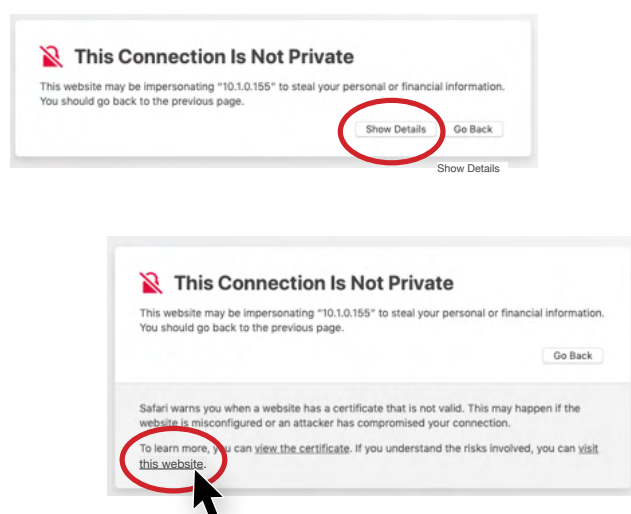 This Connection Is Not Private
This website may be impersonating "10.1.0.155" to steal your personal or financial information.
You should go back to the previous page.
Show Details
Go Back
Show Details
This Connection Is Not Private
This website may be impersonating "10.1.0.155" to steal your personal or financial information.
You should go back to the previous page.
Go Back
Safari warns you when a website has a certificate that is not valid. This may happen if the
website is misconfigured or an attacker has compromised your connection.
To learn more, you can view the certificate. If you understand the risks involved, you can visit
this website.